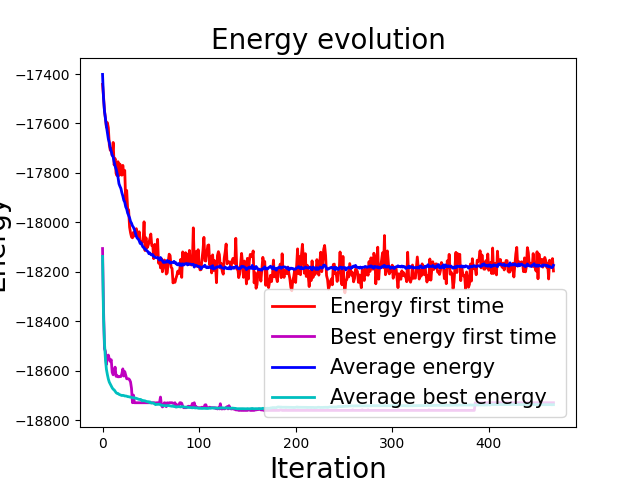 Energy evolution
Energy
−17400
−17600
−17800
−18000
−18200
−18400
−18600
−18800
0
100
200
300
400
Iteration
Energy first time
Best energy first time
Average energy
Average best energy